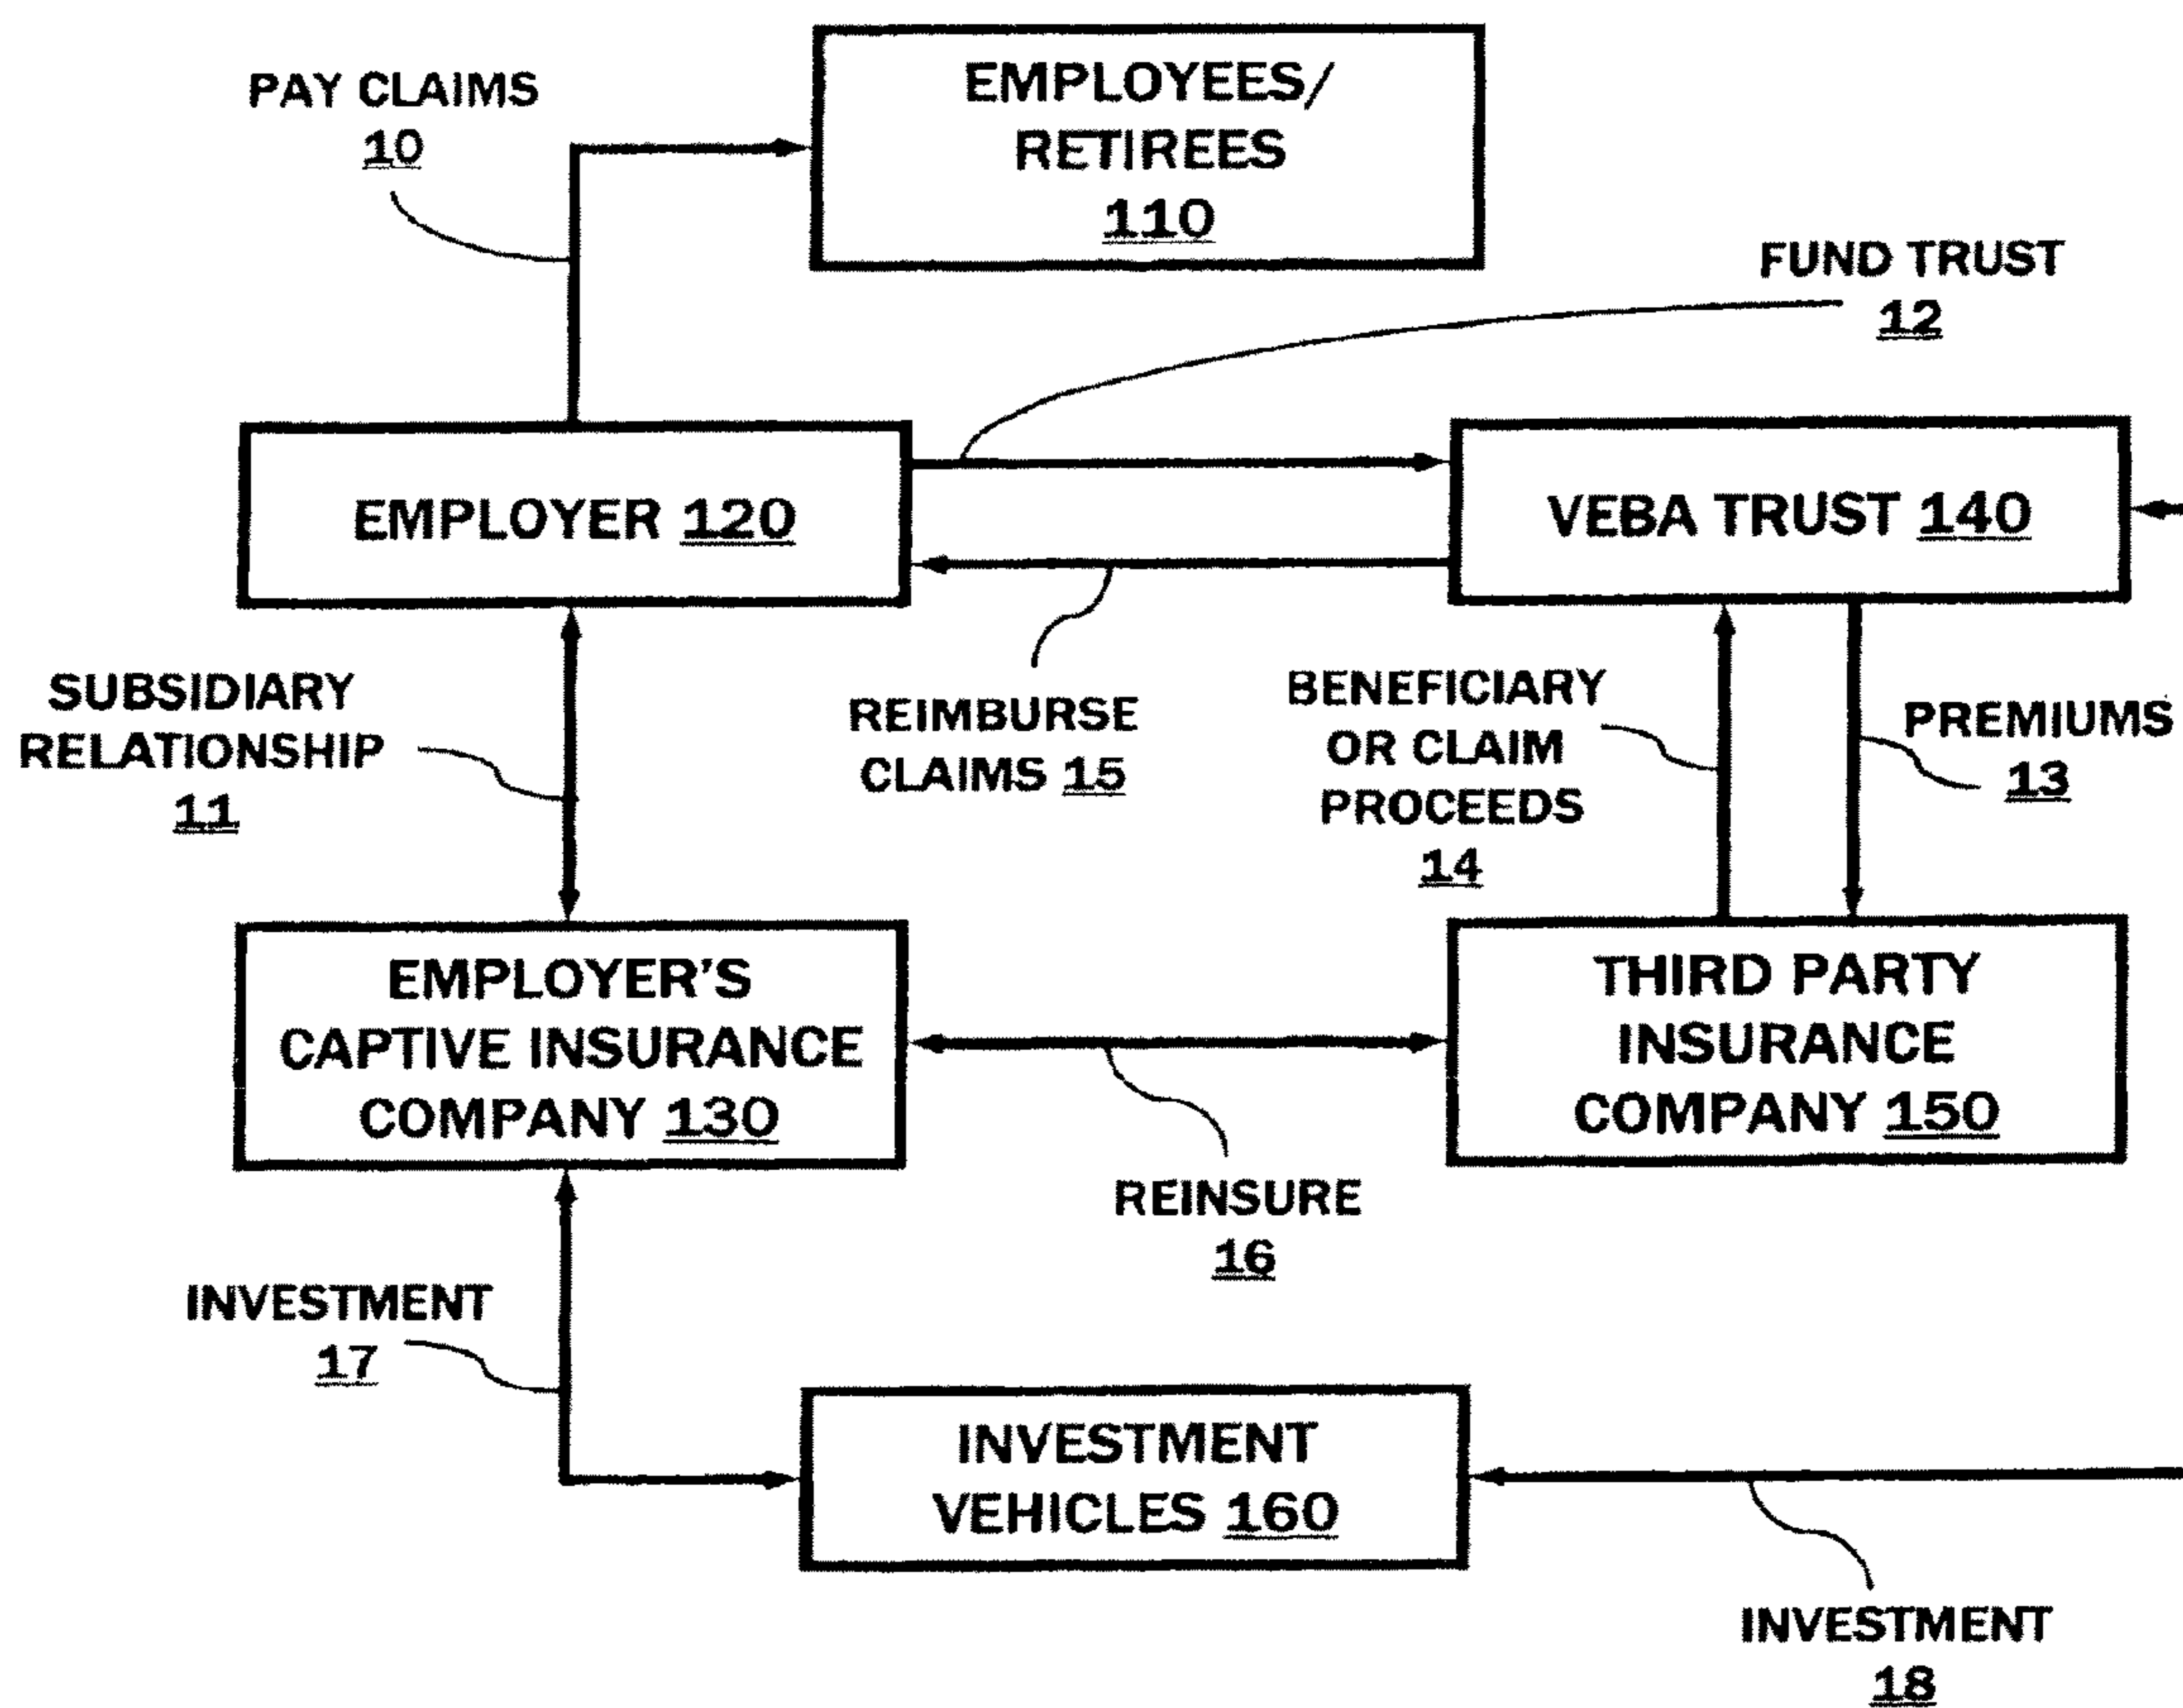 PAY CLAIMS
10
EMPLOYEES/
RETIREES
110
FUND TRUST
12
EMPLOYER 120
VEBA TRUST 140
SUBSIDIARY
RELATIONSHIP
11
REIMBURSE
CLAIMS 15
BENEFICIARY
OR CLAIM
PROCEEDS
14
PREMIUMS
13
EMPLOYER'S
CAPTIVE INSURANCE
COMPANY 130
THIRD PARTY
INSURANCE
COMPANY 150
REINSURE
16
INVESTMENT
17
INVESTMENT
VEHICLES 160
INVESTMENT
18